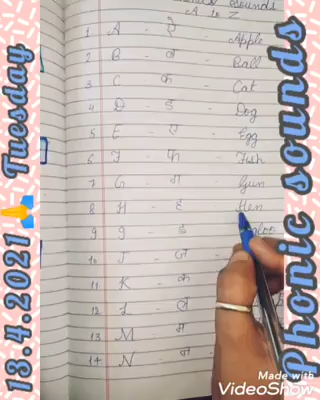 Sounds
A to Z
1 A - ऐ - Apple
2 B - ब - Ball
3 C - क - Cat
4 D - ड - Dog
5 E - ए - Egg
6 F - फ - Fish
7 G - ग - Gun
8 H - ह - Hen
9 I - इ
10 J - ज -
11 K - क
12 L - ल
13 M - म
14 N - न
13.4.2021 🙏 Tuesday
Phonic sounds
Made with
VideoShow